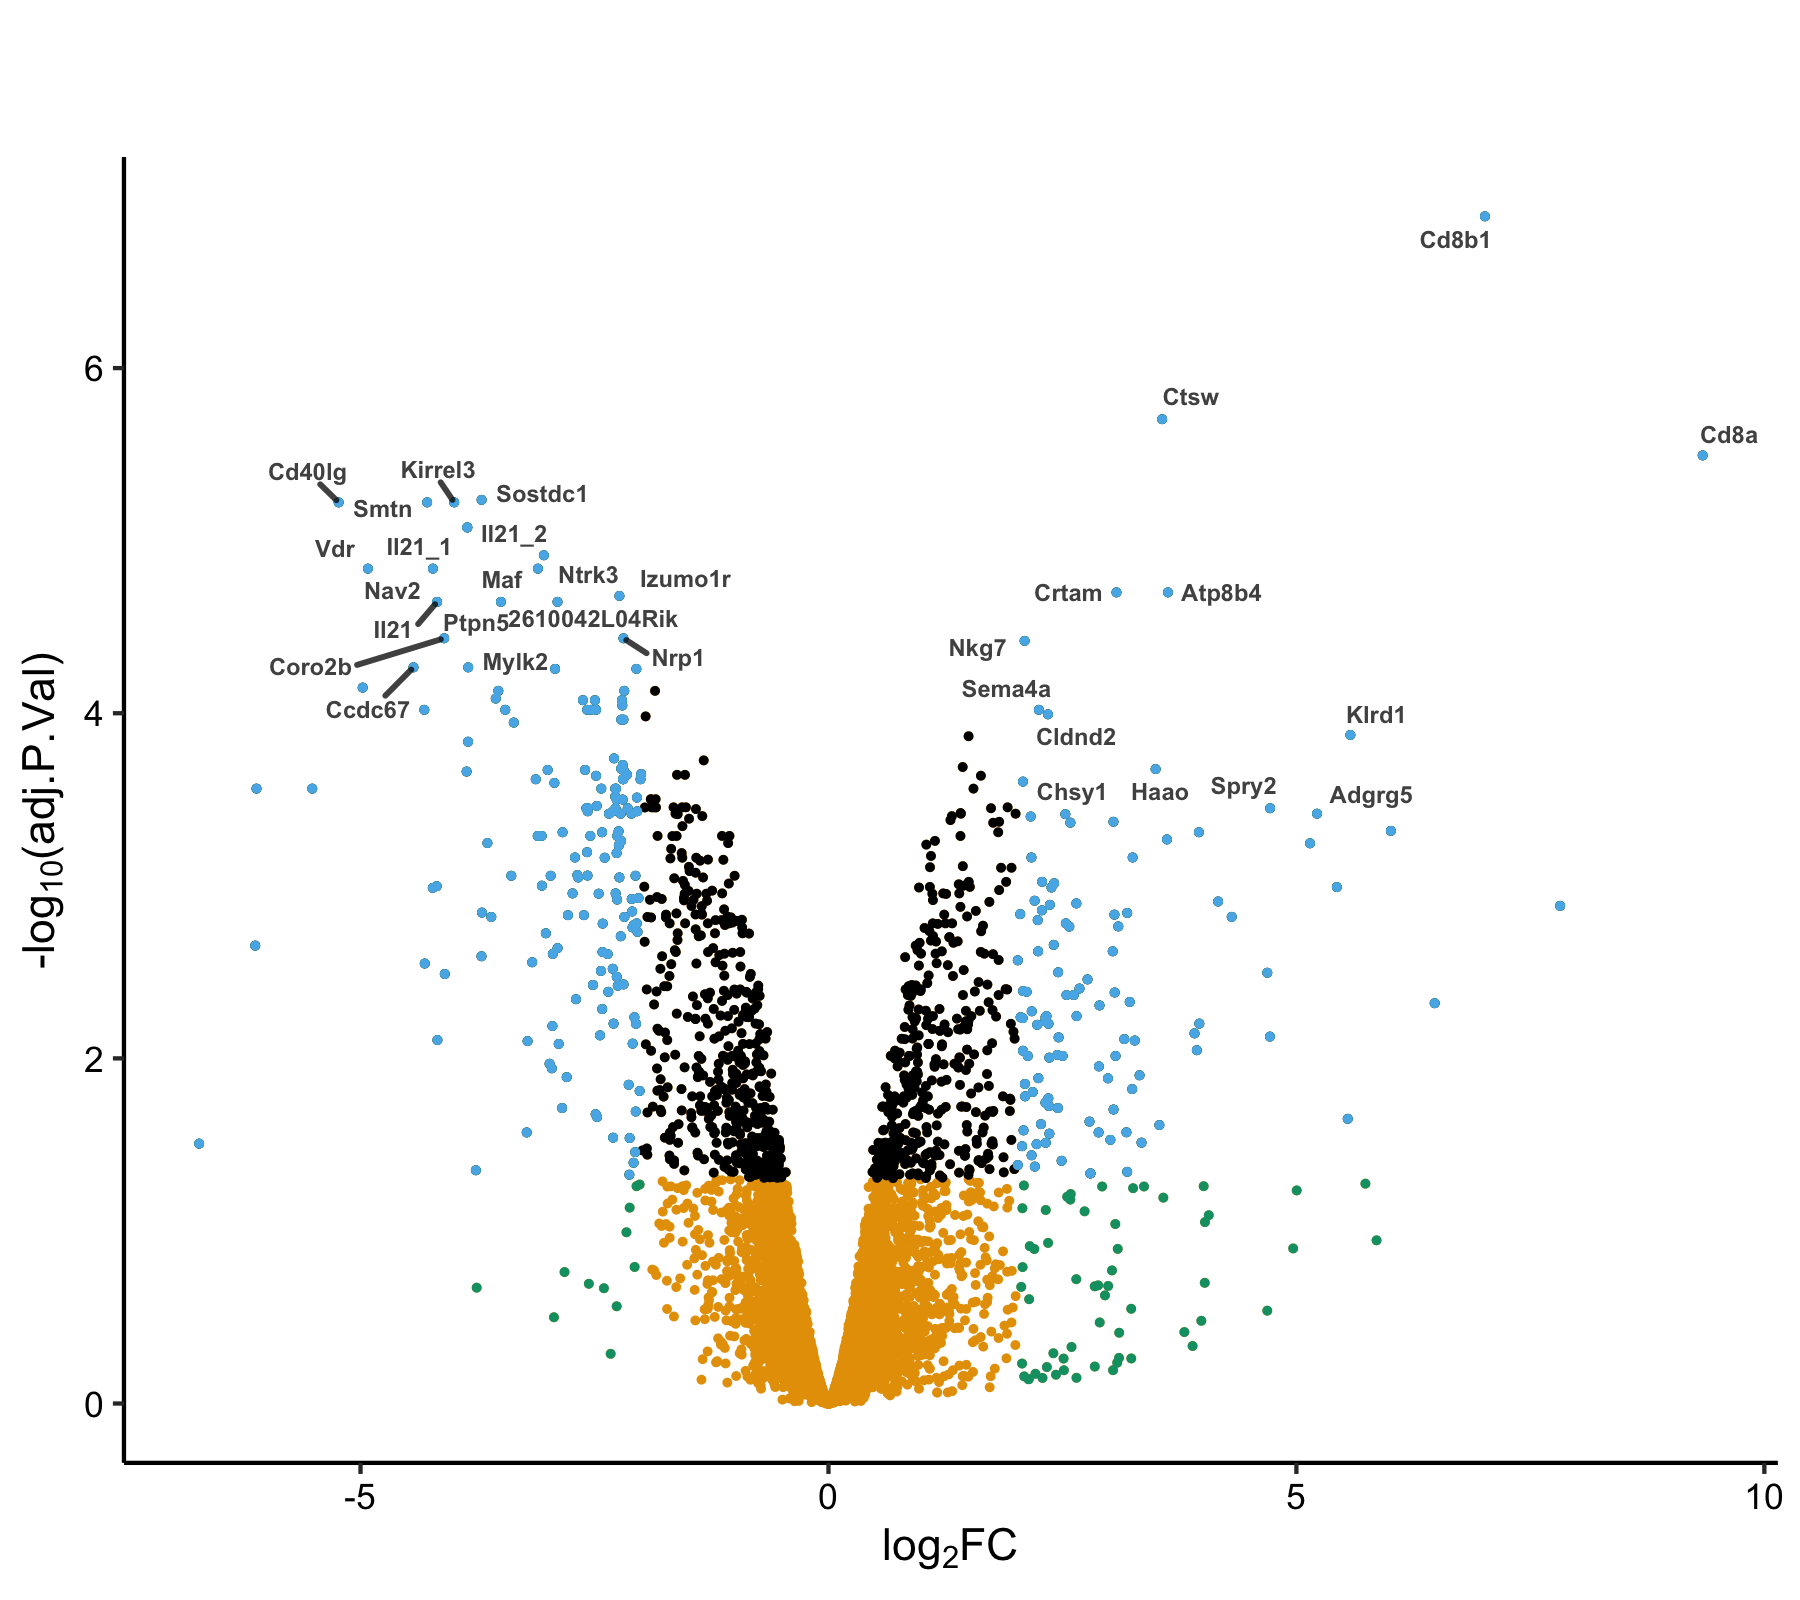 Cd8b1
6
Ctsw
Cd8a
Cd40lg
Kirrel3
Sostdc1
Smtn
Il21_2
Vdr
Il21_1
Maf
Ntrk3
Izumo1r
Nav2
Crtam
Atp8b4
Il21
Ptpn5
2610042L04Rik
Coro2b
Mylk2
Nrp1
Nkg7
Sema4a
Ccdc67
4
Klrd1
Cldnd2
Chsy1
Haao
Spry2
Adgrg5
-log10(adj.P.Val)
2
0
-5
0
5
10
log2FC